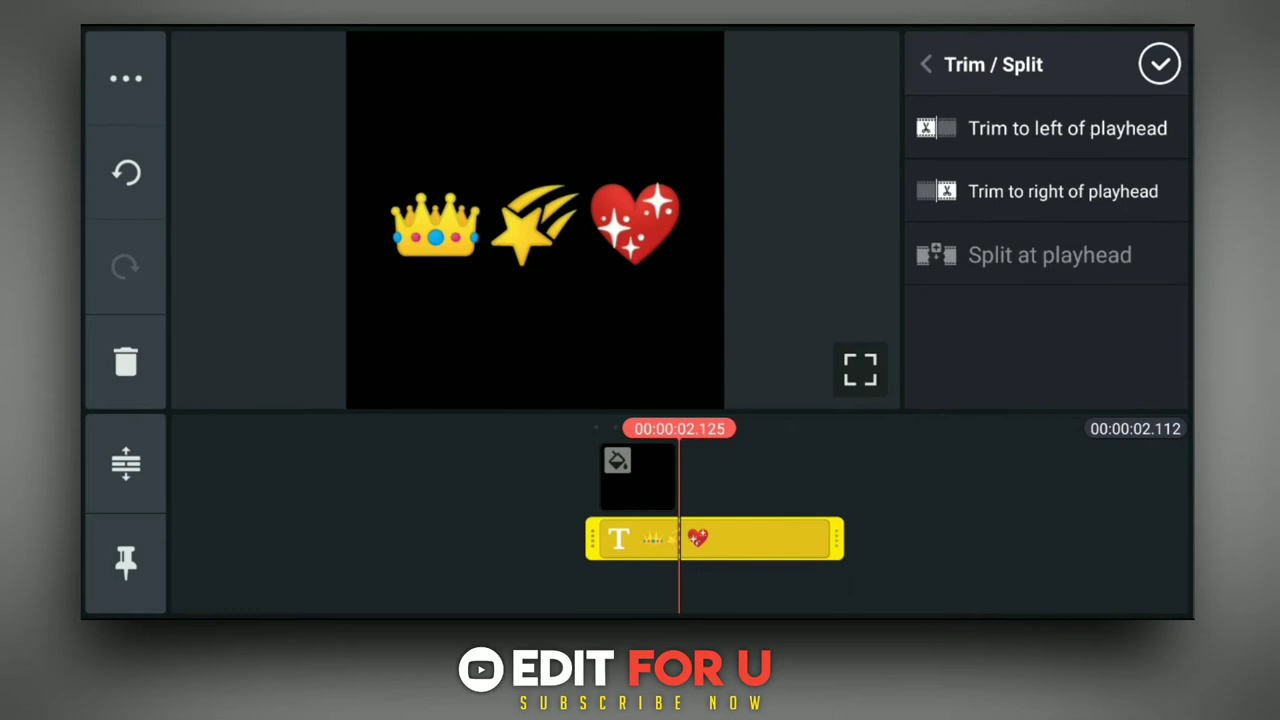 Trim / Split
Trim to left of playhead
Trim to right of playhead
Split at playhead
00:00:02.125
00:00:02.112
T
EDIT FOR U
SUBSCRIBE NOW